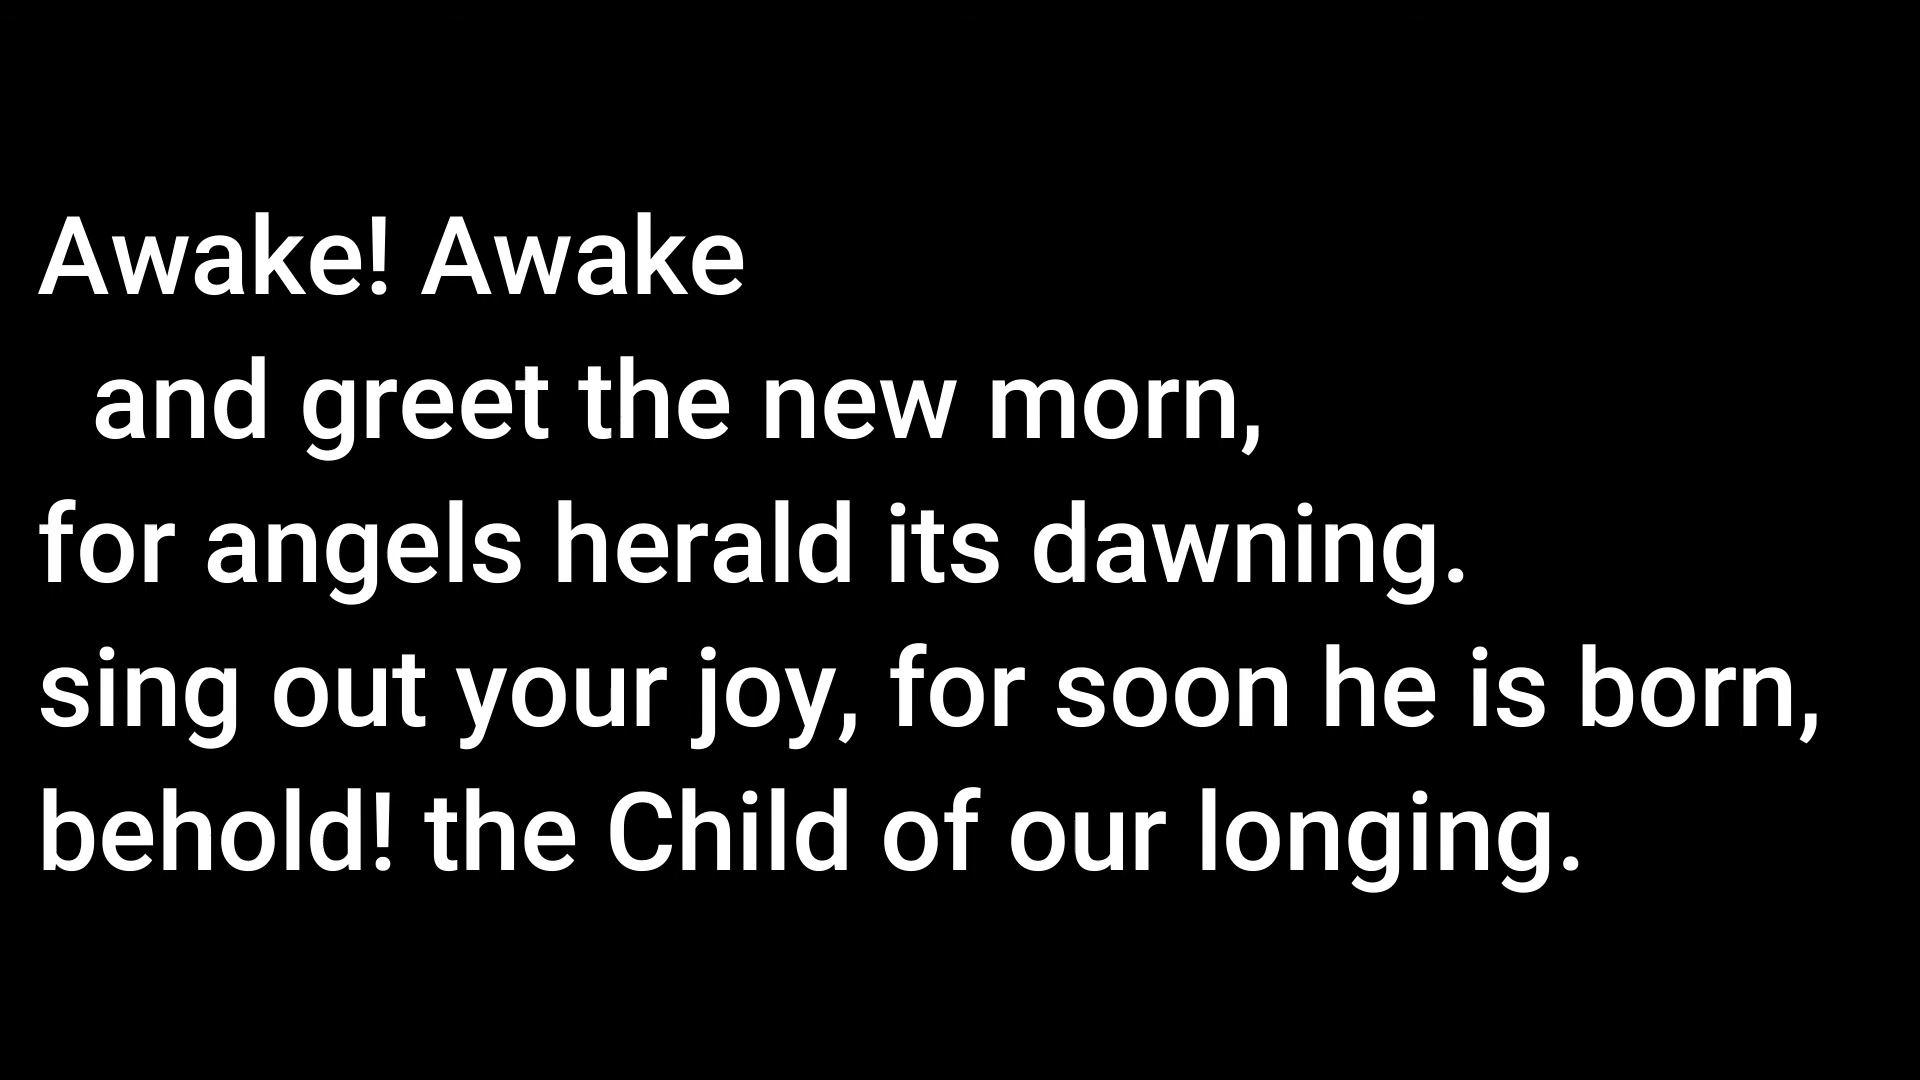 Awake! Awake
and greet the new morn,
for angels herald its dawning.
sing out your joy, for soon he is born,
behold! the Child of our longing.